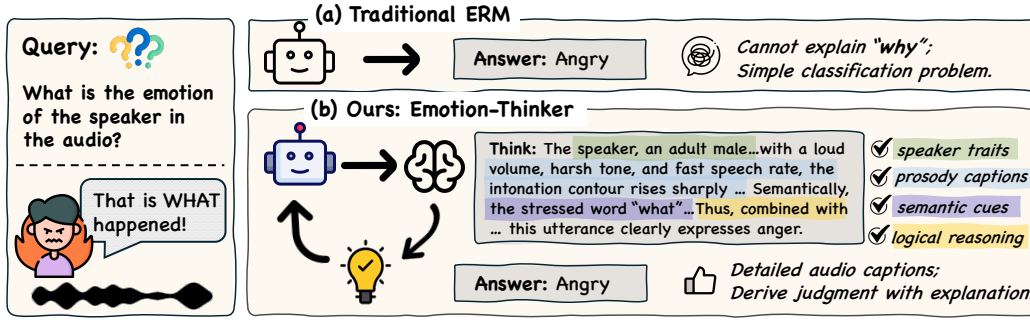 Query: ???
What is the emotion
of the speaker in
the audio?
That is WHAT
happened!
(a) Traditional ERM
Answer: Angry
Cannot explain "why";
Simple classification problem.
(b) Ours: Emotion-Thinker
Think: The speaker, an adult male...with a loud
volume, harsh tone, and fast speech rate, the
intonation contour rises sharply ... Semantically,
the stressed word "what"...Thus, combined with
... this utterance clearly expresses anger.
speaker traits
prosody captions
semantic cues
logical reasoning
Answer: Angry
Detailed audio captions;
Derive judgment with explanation